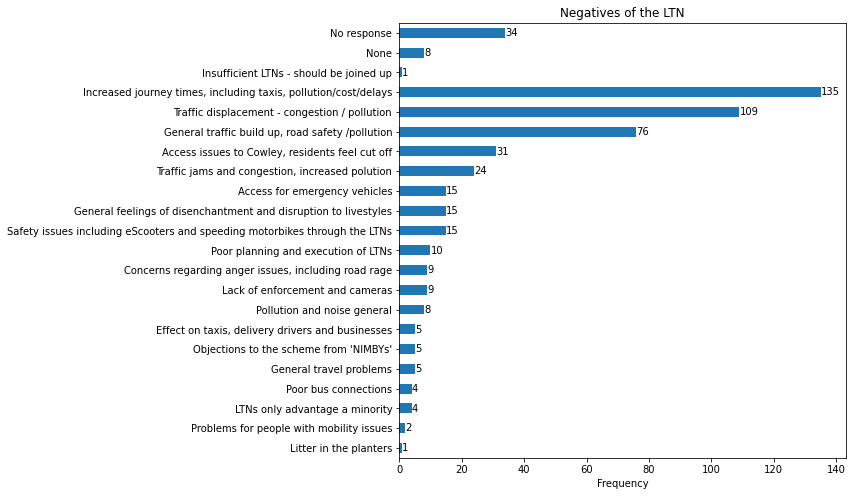 Negatives of the LTN
No response 34
None 8
Insufficient LTNs - should be joined up 1
Increased journey times, including taxis, pollution/cost/delays 135
Traffic displacement - congestion / pollution 109
General traffic build up, road safety /pollution 76
Access issues to Cowley, residents feel cut off 31
Traffic jams and congestion, increased polution 24
Access for emergency vehicles 15
General feelings of disenchantment and disruption to livestyles 15
Safety issues including eScooters and speeding motorbikes through the LTNs 15
Poor planning and execution of LTNs 10
Concerns regarding anger issues, including road rage 9
Lack of enforcement and cameras 9
Pollution and noise general 8
Effect on taxis, delivery drivers and businesses 5
Objections to the scheme from 'NIMBYs' 5
General travel problems 5
Poor bus connections 4
LTNs only advantage a minority 4
Problems for people with mobility issues 2
Litter in the planters 1
0 20 40 60 80 100 120 140
Frequency